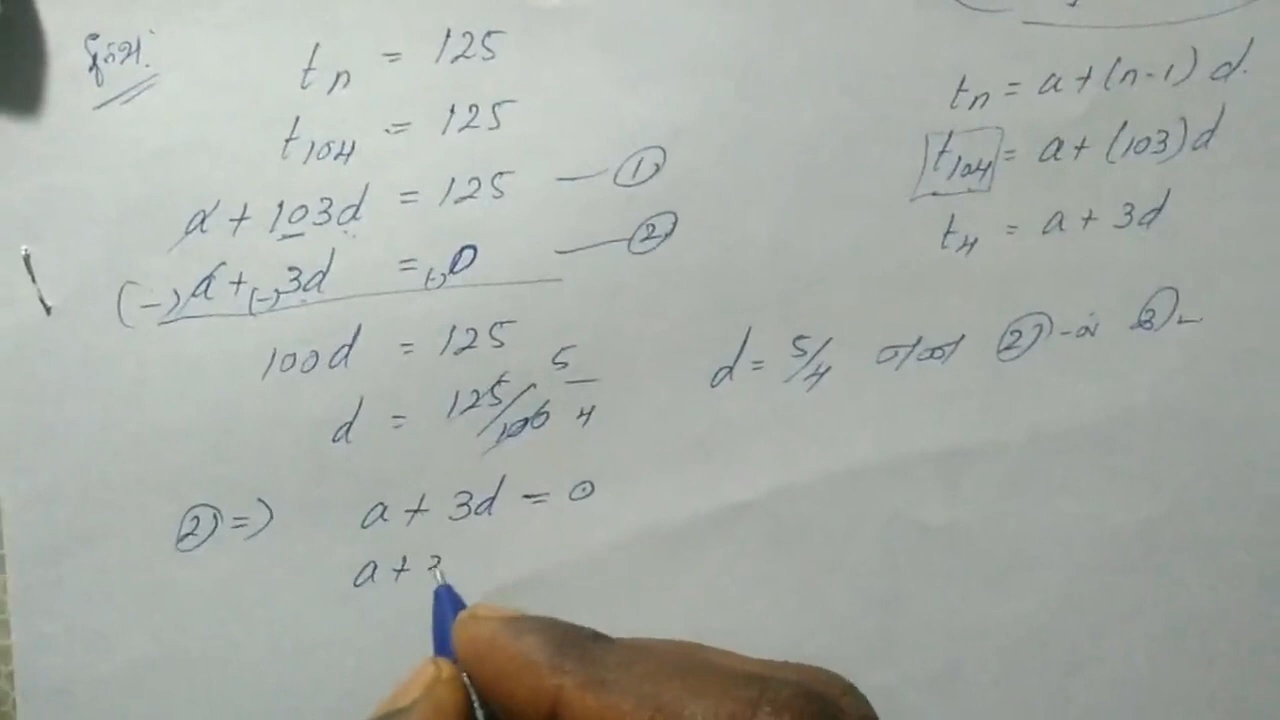 tn = 125
t104 = 125
a + 103d = 125 — ①
(-) a + (-) 3d = (-) 0 — ②
100d = 125
d = 125/100 5/4
② => a + 3d = 0
a + 3
tn = a + (n-1) d.
t104 = a + (103)d
t4 = a + 3d
d = 5/4 ②-ல்